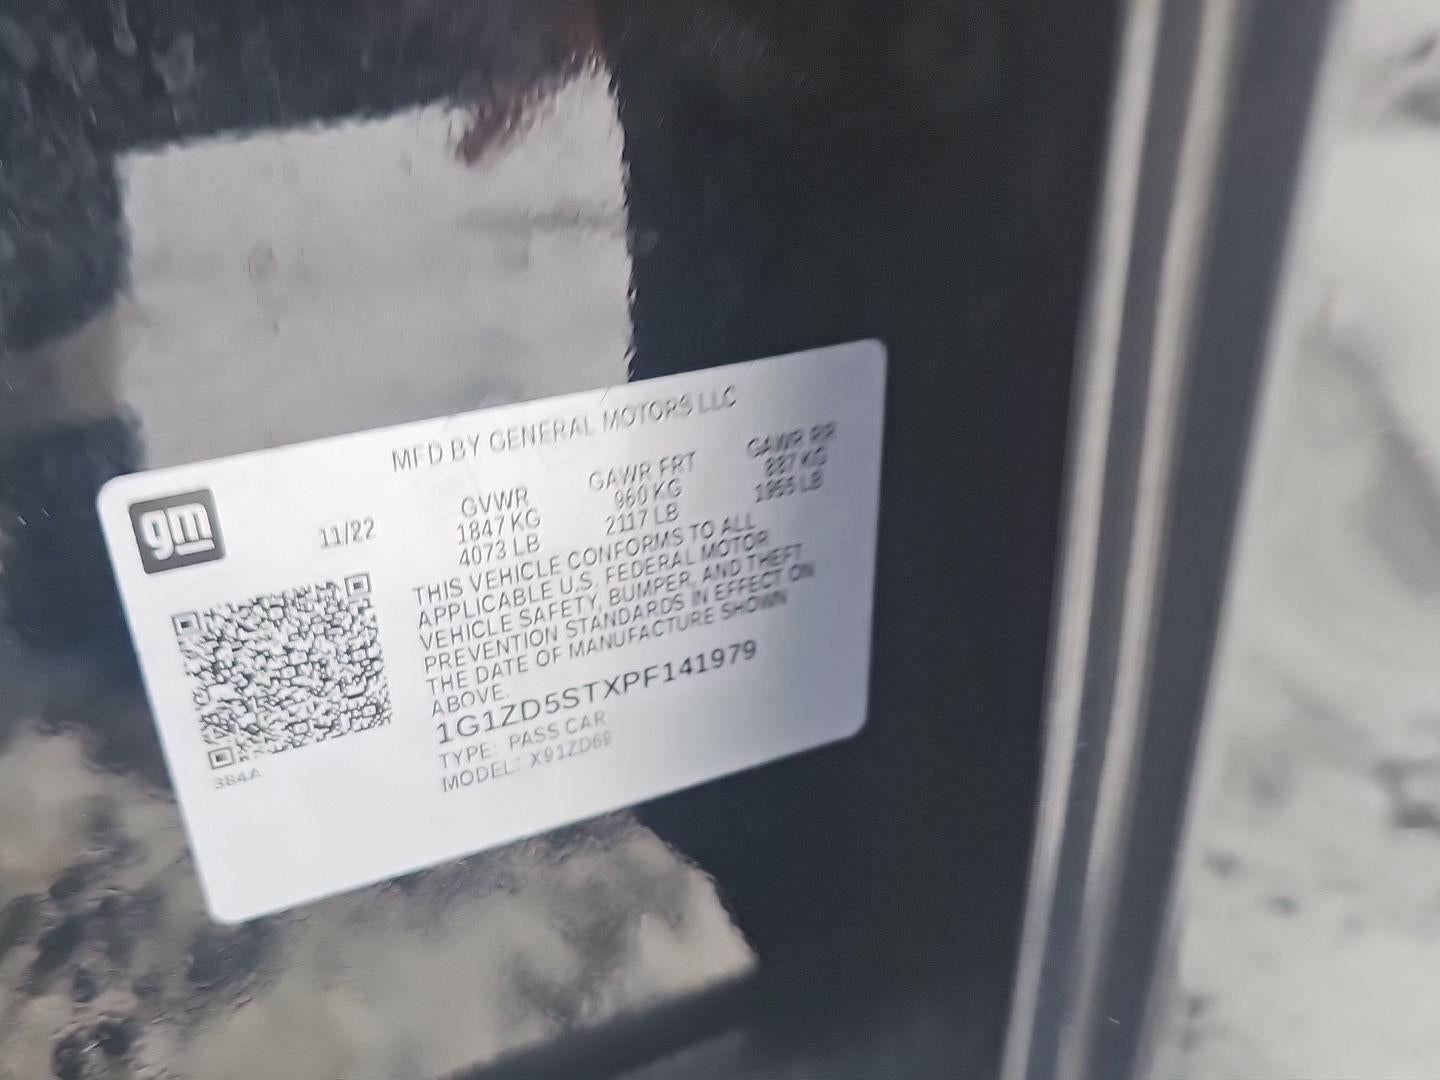 MFD BY GENERAL MOTORS LLC
gm
11/22
GVWR
1847 KG
4073 LB
GAWR FRT
960 KG
2117 LB
GAWR RR
887 KG
1955 LB
THIS VEHICLE CONFORMS TO ALL
APPLICABLE U.S. FEDERAL MOTOR
VEHICLE SAFETY, BUMPER, AND THEFT
PREVENTION STANDARDS IN EFFECT ON
THE DATE OF MANUFACTURE SHOWN
ABOVE.
1G1ZD5STXPF141979
TYPE: PASS CAR
MODEL: X91ZD69
384A